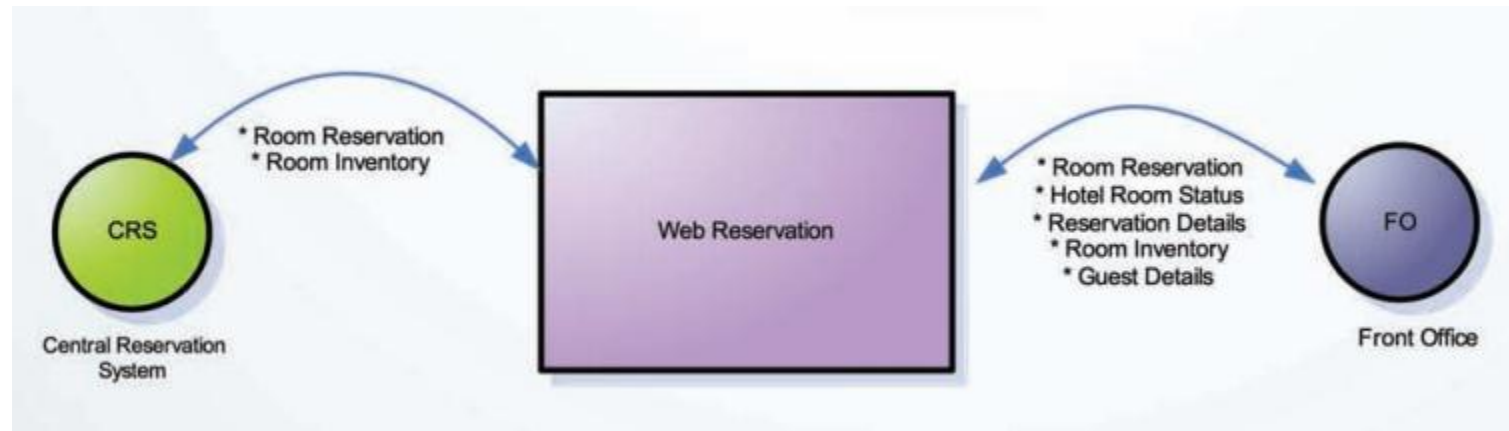 * Room Reservation
* Room Inventory
CRS
Central Reservation
System
Web Reservation
* Room Reservation
* Hotel Room Status
* Reservation Details
* Room Inventory
* Guest Details
FO
Front Office